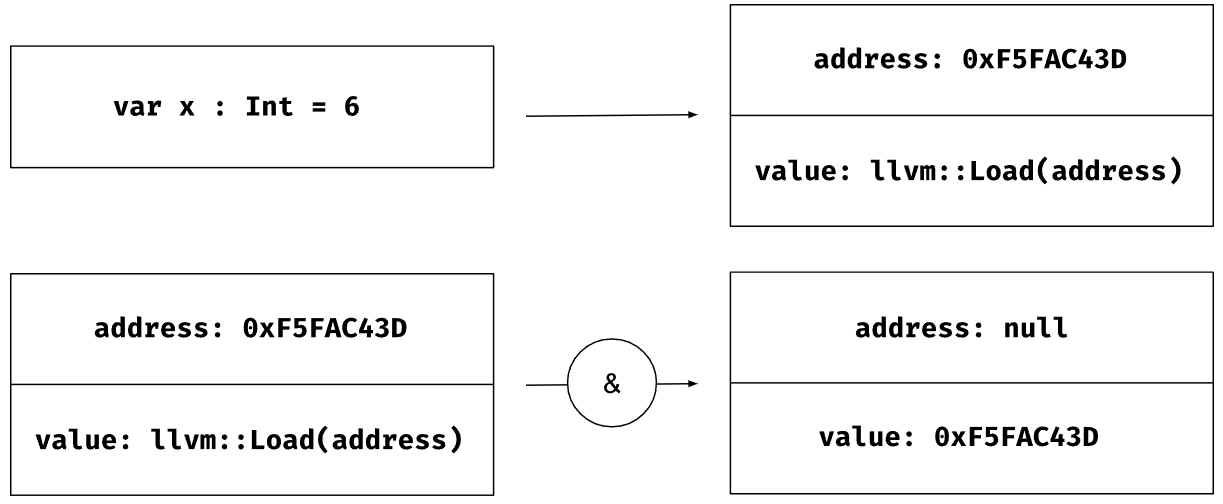 var x : Int = 6
address: 0xF5FAC43D
value: llvm::Load(address)
address: 0xF5FAC43D
value: llvm::Load(address)
&
address: null
value: 0xF5FAC43D